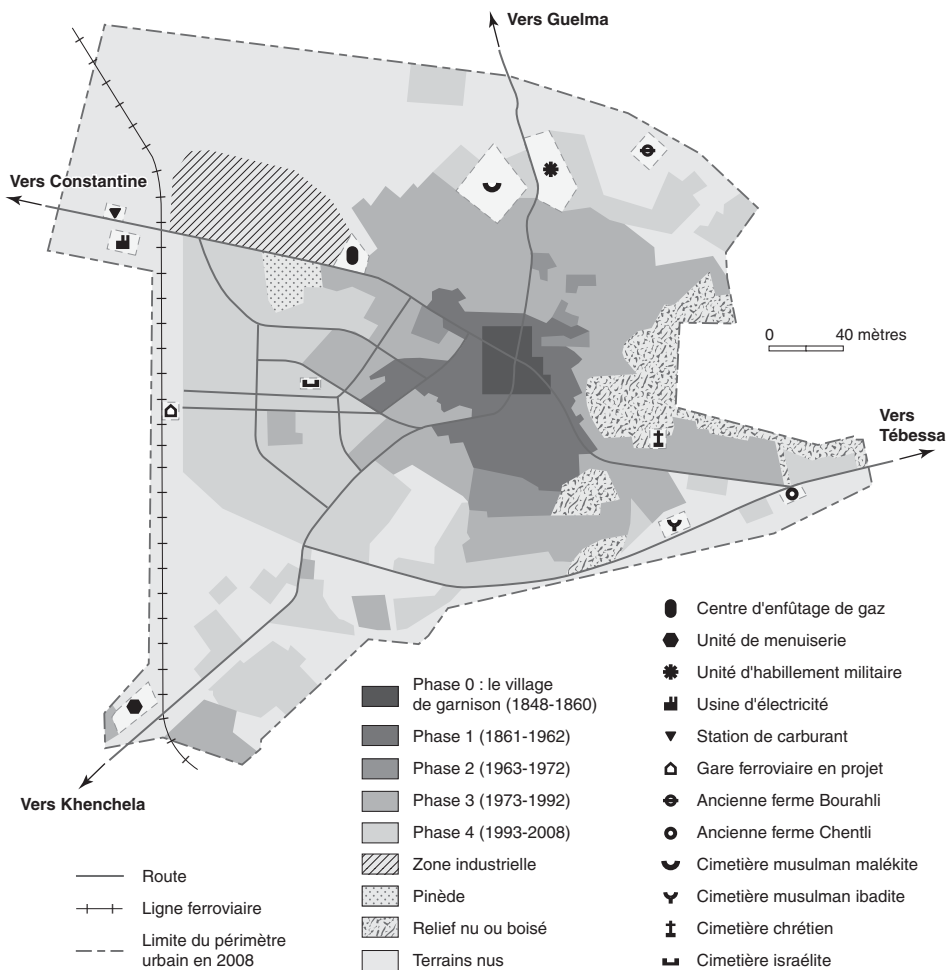 Vers Guelma
Vers Constantine
0 40 mètres
Vers
Tébessa
Vers Khenchela
Route
Ligne ferroviaire
Limite du périmètre
urbain en 2008
Phase 0 : le village
de garnison (1848-1860)
Phase 1 (1861-1962)
Phase 2 (1963-1972)
Phase 3 (1973-1992)
Phase 4 (1993-2008)
Zone industrielle
Pinède
Relief nu ou boisé
Terrains nus
Centre d'enfûtage de gaz
Unité de menuiserie
Unité d'habillement militaire
Usine d'électricité
Station de carburant
Gare ferroviaire en projet
Ancienne ferme Bourahli
Ancienne ferme Chentli
Cimetière musulman malékite
Cimetière musulman ibadite
Cimetière chrétien
Cimetière israélite